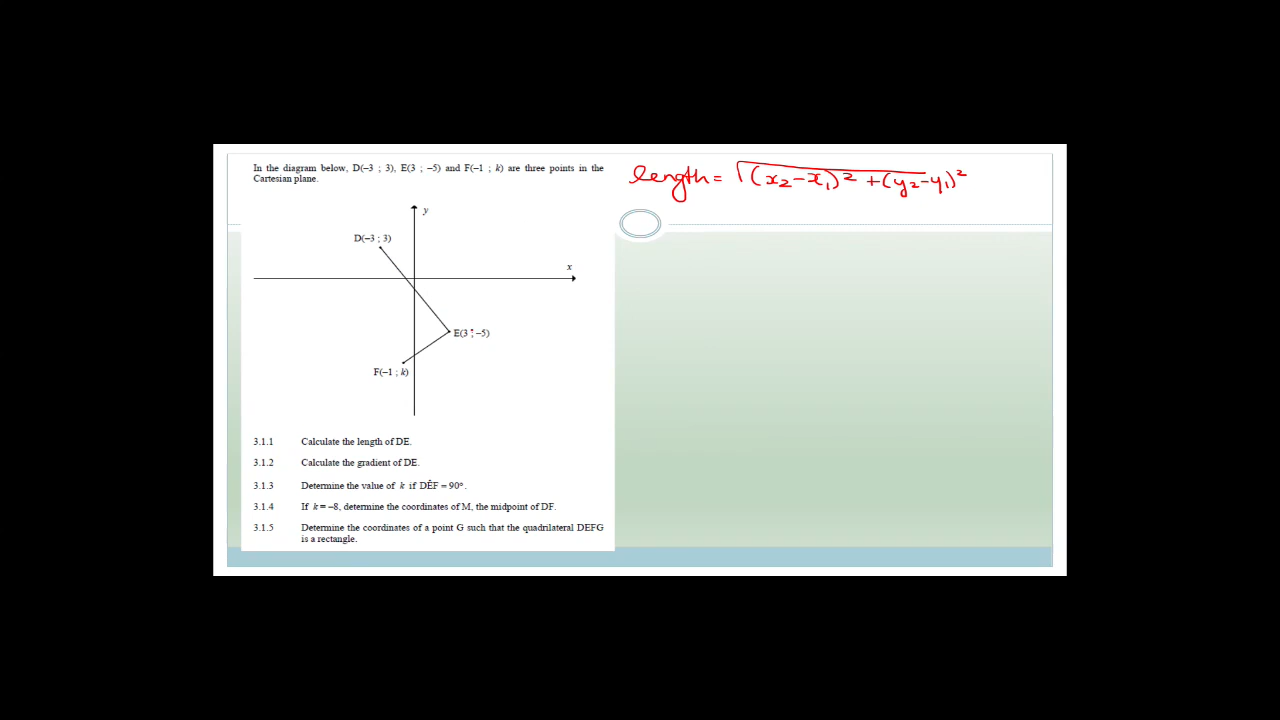 In the diagram below, D(–3 ; 3), E(3 ; –5) and F(–1 ; k) are three points in the
Cartesian plane.
length = √(x₂ – x₁)² + (y₂ – y₁)²
y
D(–3 ; 3)
x
E(3 ; –5)
F(–1 ; k)
3.1.1 Calculate the length of DE.
3.1.2 Calculate the gradient of DE.
3.1.3 Determine the value of k if DÊF = 90°.
3.1.4 If k = –8, determine the coordinates of M, the midpoint of DF.
3.1.5 Determine the coordinates of a point G such that the quadrilateral DEFG
is a rectangle.